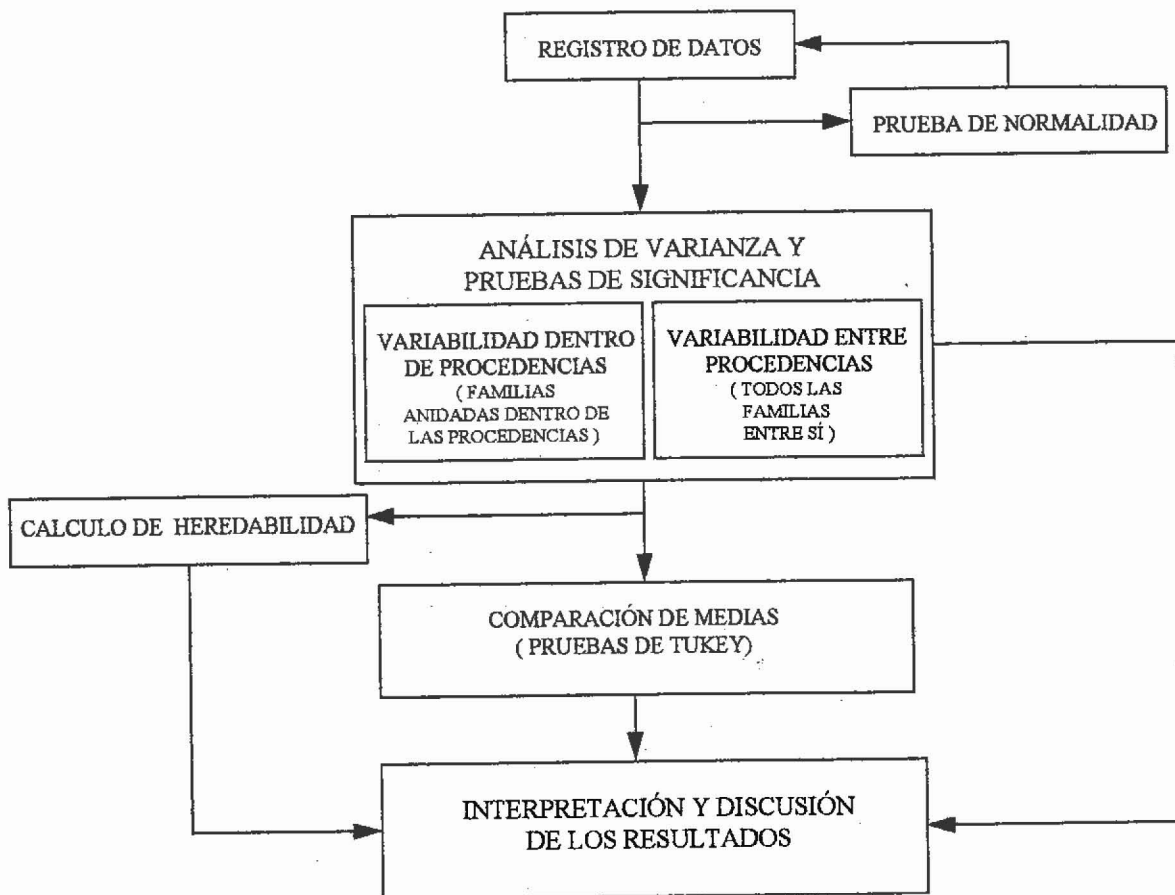 REGISTRO DE DATOS
PRUEBA DE NORMALIDAD
ANÁLISIS DE VARIANZA Y
PRUEBAS DE SIGNIFICANCIA
VARIABILIDAD DENTRO
DE PROCEDENCIAS
( FAMILIAS
ANIDADAS DENTRO DE
LAS PROCEDENCIAS )
VARIABILIDAD ENTRE
PROCEDENCIAS
( TODOS LAS
FAMILIAS
ENTRE SÍ )
CALCULO DE HEREDABILIDAD
COMPARACIÓN DE MEDIAS
( PRUEBAS DE TUKEY)
INTERPRETACIÓN Y DISCUSIÓN
DE LOS RESULTADOS